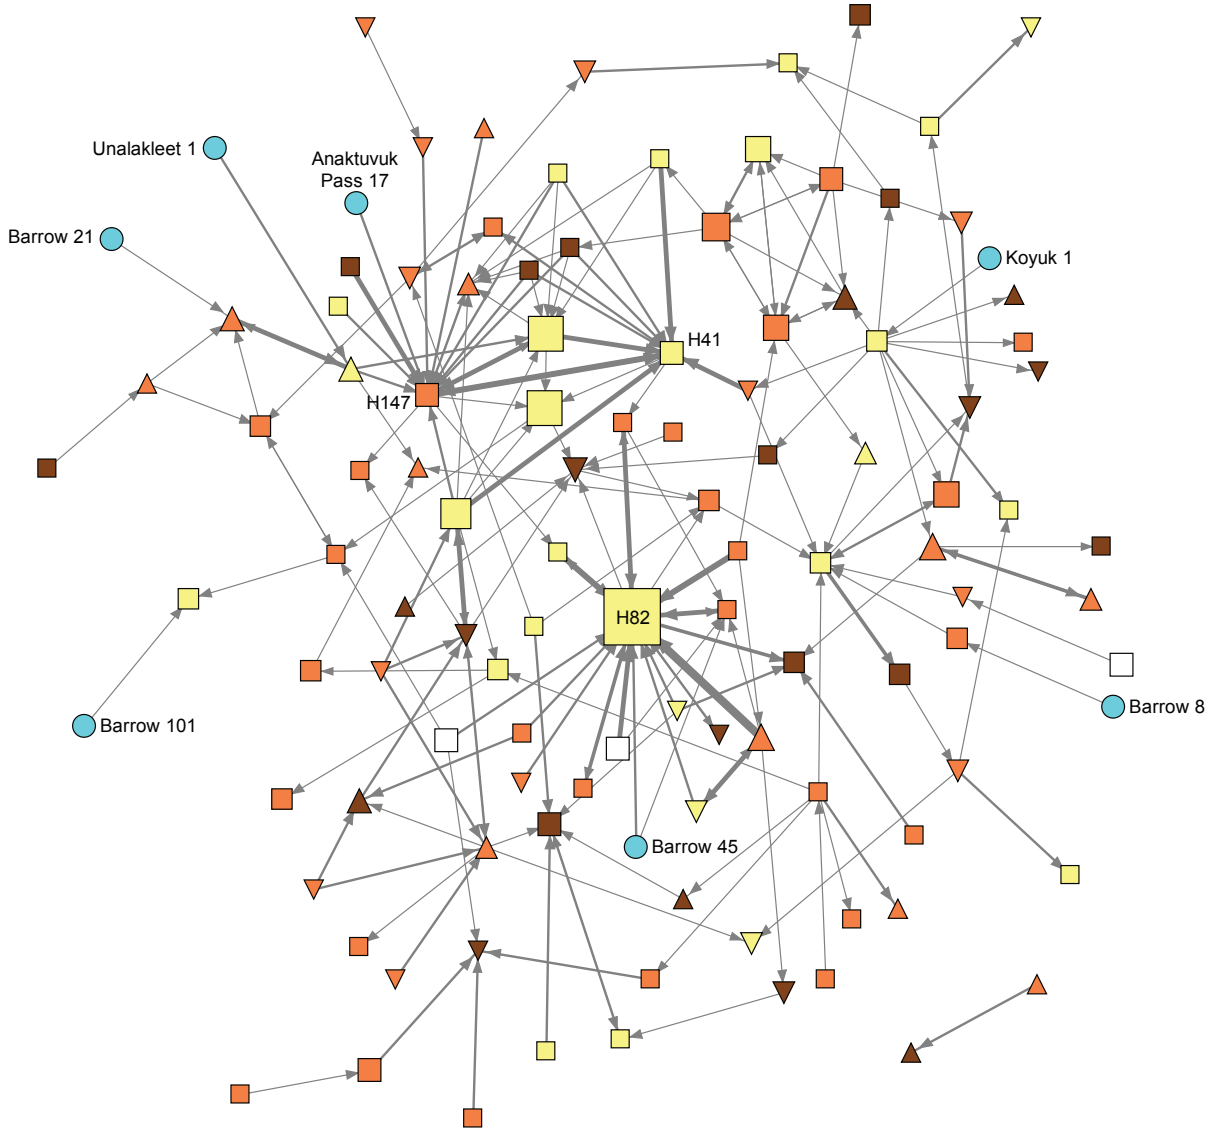 Unalakleet 1
Anaktuvuk
Pass 17
Barrow 21
Koyuk 1
H41
H147
H82
Barrow 101
Barrow 8
Barrow 45